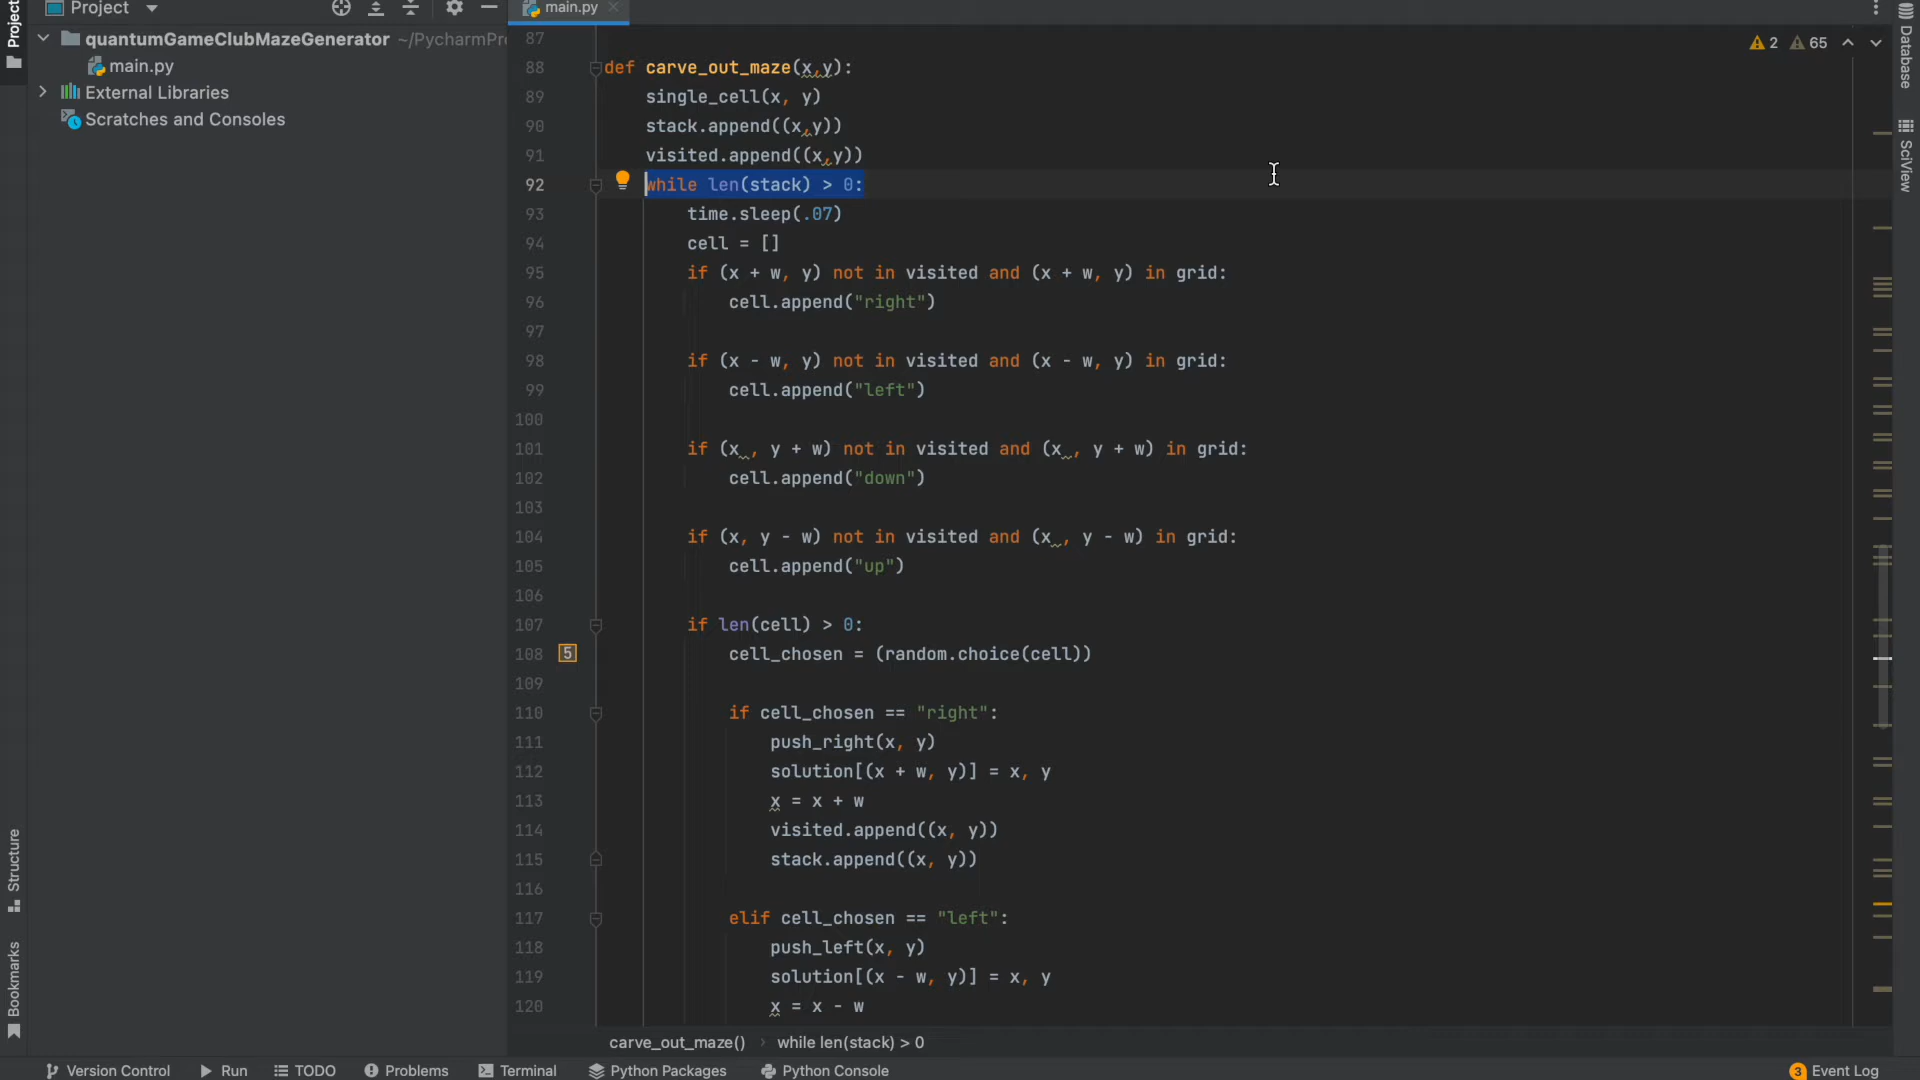 Project
main.py
Project
quantumGameClubMazeGenerator ~/PycharmPro
main.py
External Libraries
Scratches and Consoles
2 65
Database
SciView
87
88 def carve_out_maze(x,y):
89 single_cell(x, y)
90 stack.append((x,y))
91 visited.append((x,y))
92 while len(stack) > 0:
93 time.sleep(.07)
94 cell = []
95 if (x + w, y) not in visited and (x + w, y) in grid:
96 cell.append("right")
97
98 if (x - w, y) not in visited and (x - w, y) in grid:
99 cell.append("left")
100
101 if (x , y + w) not in visited and (x , y + w) in grid:
102 cell.append("down")
103
104 if (x, y - w) not in visited and (x , y - w) in grid:
105 cell.append("up")
106
107 if len(cell) > 0:
108 5 cell_chosen = (random.choice(cell))
109
110 if cell_chosen == "right":
111 push_right(x, y)
112 solution[(x + w, y)] = x, y
113 x = x + w
114 visited.append((x, y))
115 stack.append((x, y))
116
117 elif cell_chosen == "left":
118 push_left(x, y)
119 solution[(x - w, y)] = x, y
120 x = x - w
Structure
Bookmarks
carve_out_maze() › while len(stack) > 0
Version Control Run TODO Problems Terminal Python Packages Python Console 3 Event Log